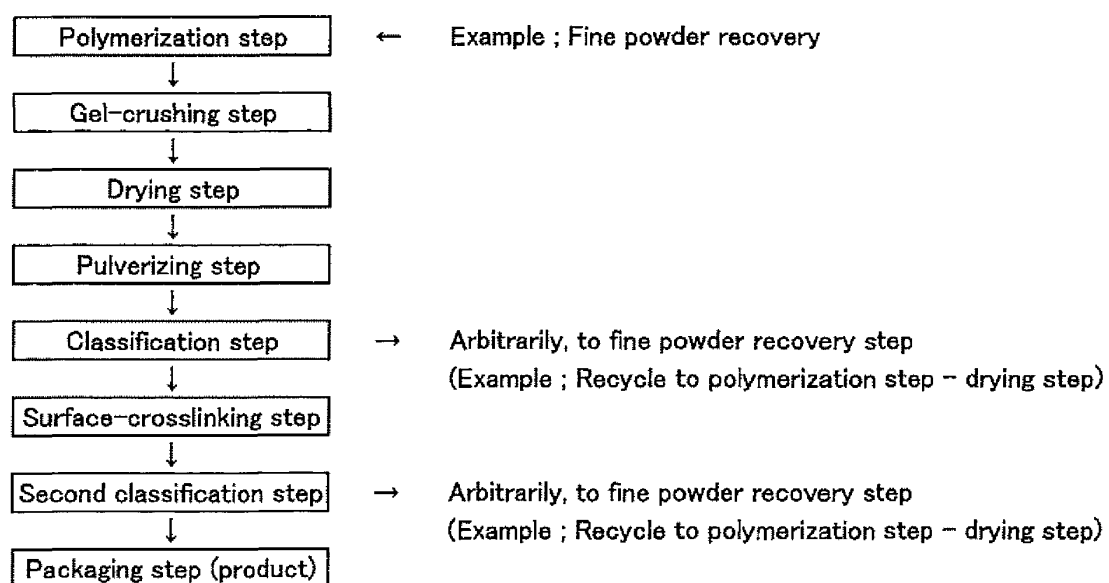 Polymerization step ← Example ; Fine powder recovery
↓
Gel-crushing step
↓
Drying step
↓
Pulverizing step
↓
Classification step → Arbitrarily, to fine powder recovery step
(Example ; Recycle to polymerization step - drying step)
↓
Surface-crosslinking step
↓
Second classification step → Arbitrarily, to fine powder recovery step
(Example ; Recycle to polymerization step - drying step)
↓
Packaging step (product)